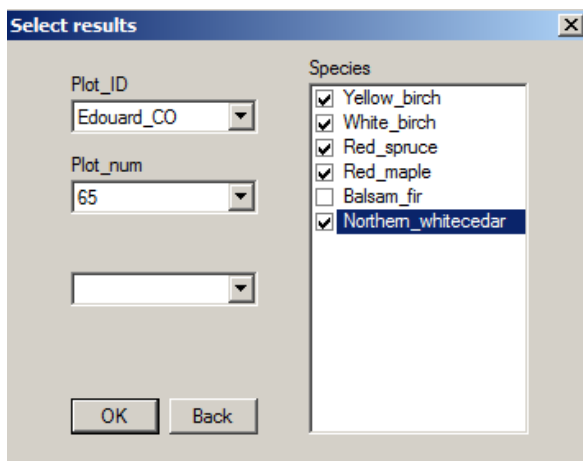 Select results
Plot_ID
Edouard_CO
Plot_num
65
OK
Back
Species
Yellow_birch
White_birch
Red_spruce
Red_maple
Balsam_fir
Northern_whitecedar